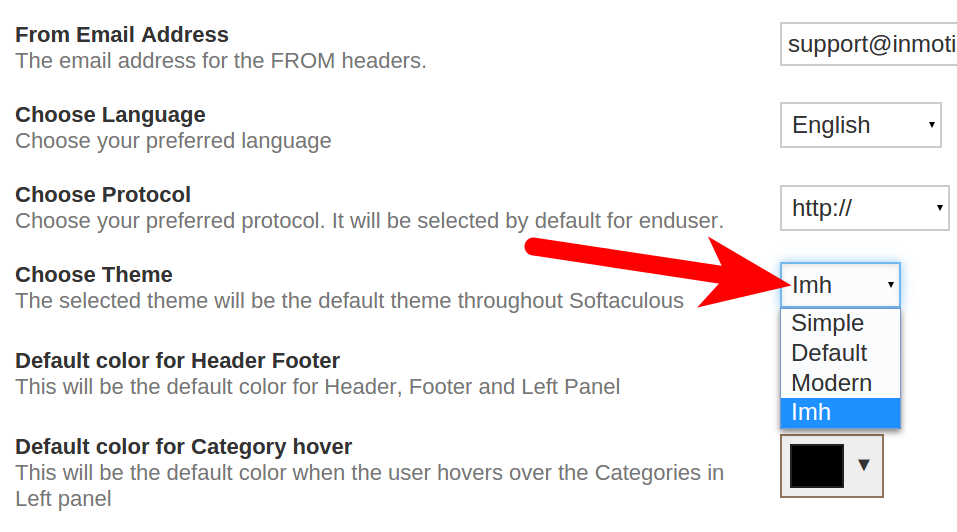 From Email Address
The email address for the FROM headers.
support@inmoti
Choose Language
Choose your preferred language
English
Choose Protocol
Choose your preferred protocol. It will be selected by default for enduser.
http://
Choose Theme
The selected theme will be the default theme throughout Softaculous
Imh
Simple
Default
Modern
Imh
Default color for Header Footer
This will be the default color for Header, Footer and Left Panel
Default color for Category hover
This will be the default color when the user hovers over the Categories in
Left panel